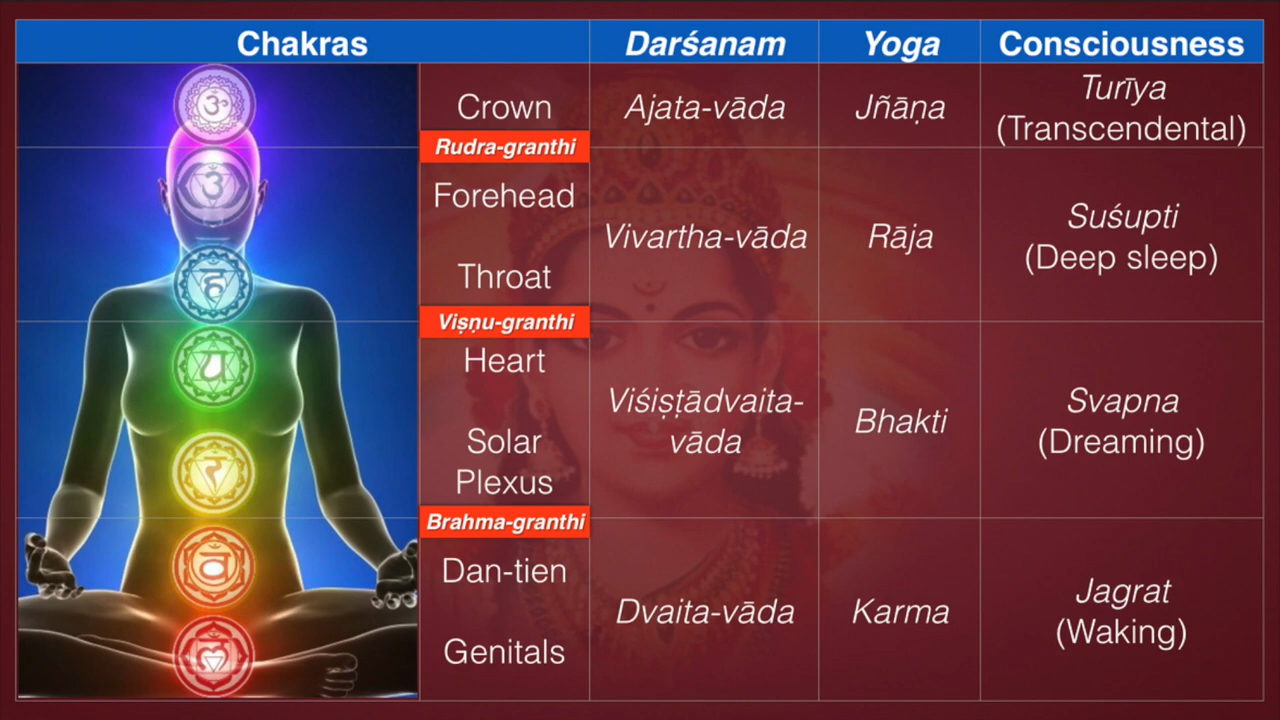 Chakras Darśanam Yoga Consciousness
ॐ
Crown Ajata-vāda Jñāṇa Turīya
(Transcendental)
Rudra-granthi
Forehead
Vivartha-vāda Rāja Suśupti
(Deep sleep)
Throat
हं
Viṣṇu-granthi
Heart
यं
Viśiṣṭādvaita-
vāda Bhakti Svapna
(Dreaming)
Solar
Plexus
रं
Brahma-granthi
Dan-tien
वं
Dvaita-vāda Karma Jagrat
(Waking)
Genitals
लं